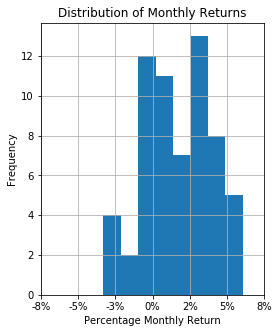 Distribution of Monthly Returns
Frequency
12
10
8
6
4
2
0
-8% -5% -3% 0% 2% 5% 8%
Percentage Monthly Return